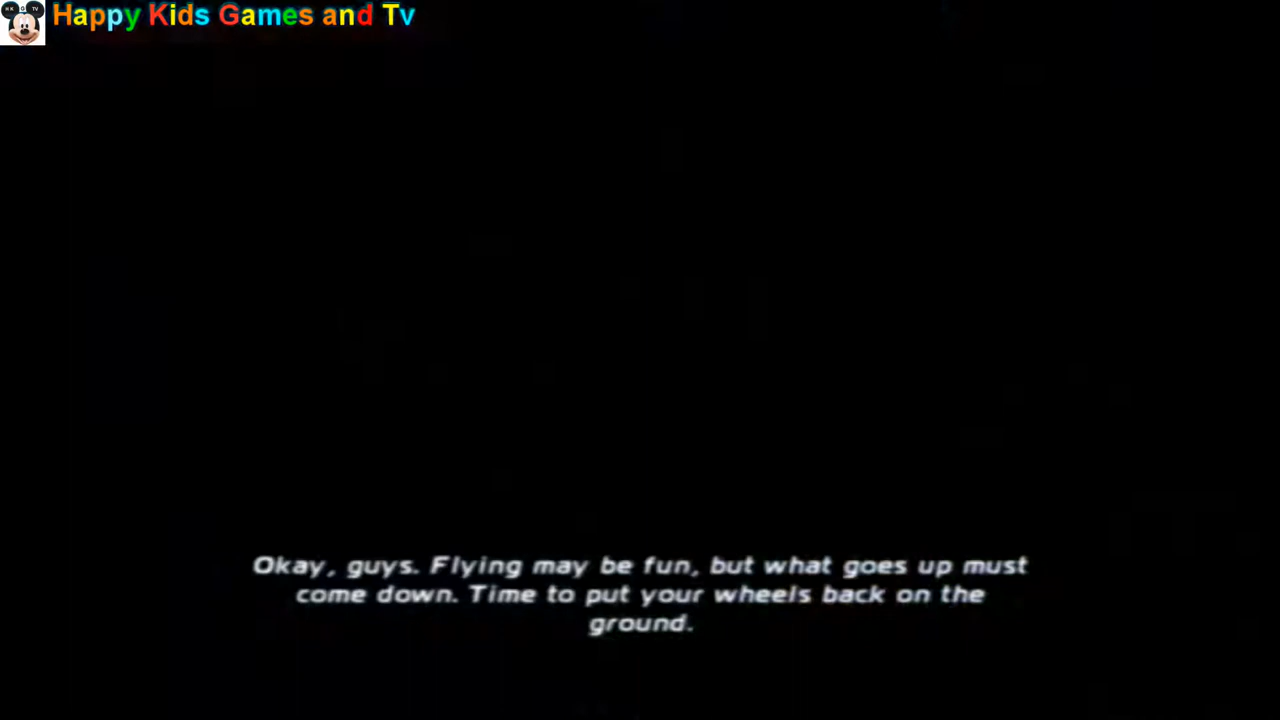 Happy Kids Games and Tv
Okay, guys. Flying may be fun, but what goes up must
come down. Time to put your wheels back on the
ground.